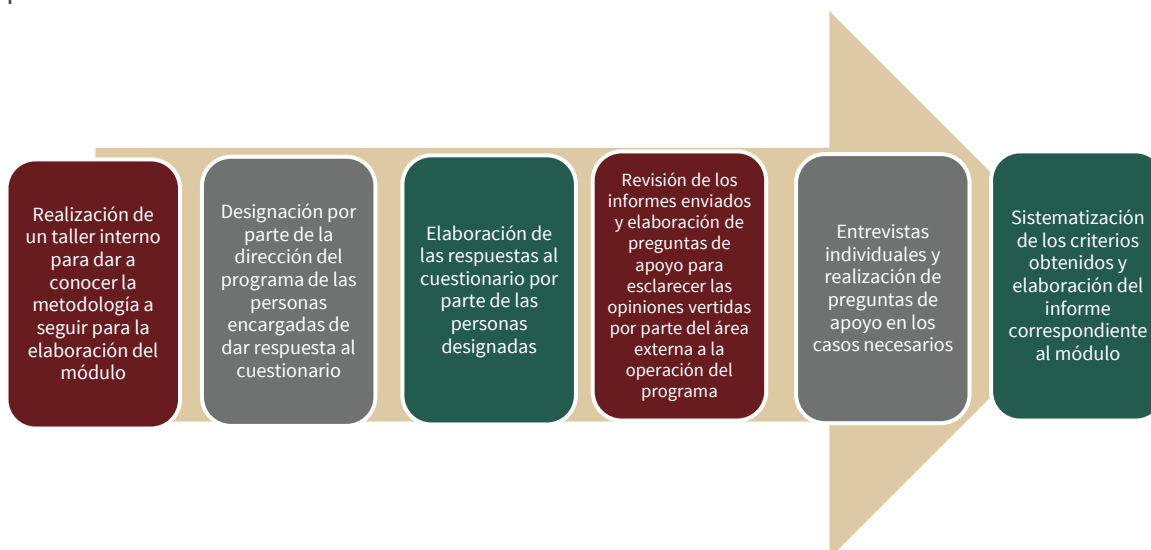 Realización de
un taller interno
para dar a
conocer la
metodología a
seguir para la
elaboración del
módulo
Designación por
parte de la
dirección del
programa de las
personas
encargadas de
dar respuesta al
cuestionario
Elaboración de
las respuestas al
cuestionario por
parte de las
personas
designadas
Revisión de los
informes enviados
y elaboración de
preguntas de
apoyo para
esclarecer las
opiniones vertidas
por parte del área
externa a la
operación del
programa
Entrevistas
individuales y
realización de
preguntas de
apoyo en los
casos necesarios
Sistematización
de los criterios
obtenidos y
elaboración del
informe
correspondiente
al módulo